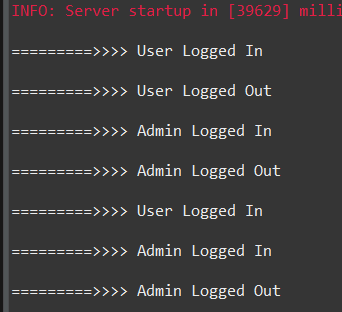 INFO: Server startup in [39629] milli
=========>>>> User Logged In
=========>>>> User Logged Out
=========>>>> Admin Logged In
=========>>>> Admin Logged Out
=========>>>> User Logged In
=========>>>> Admin Logged In
=========>>>> Admin Logged Out